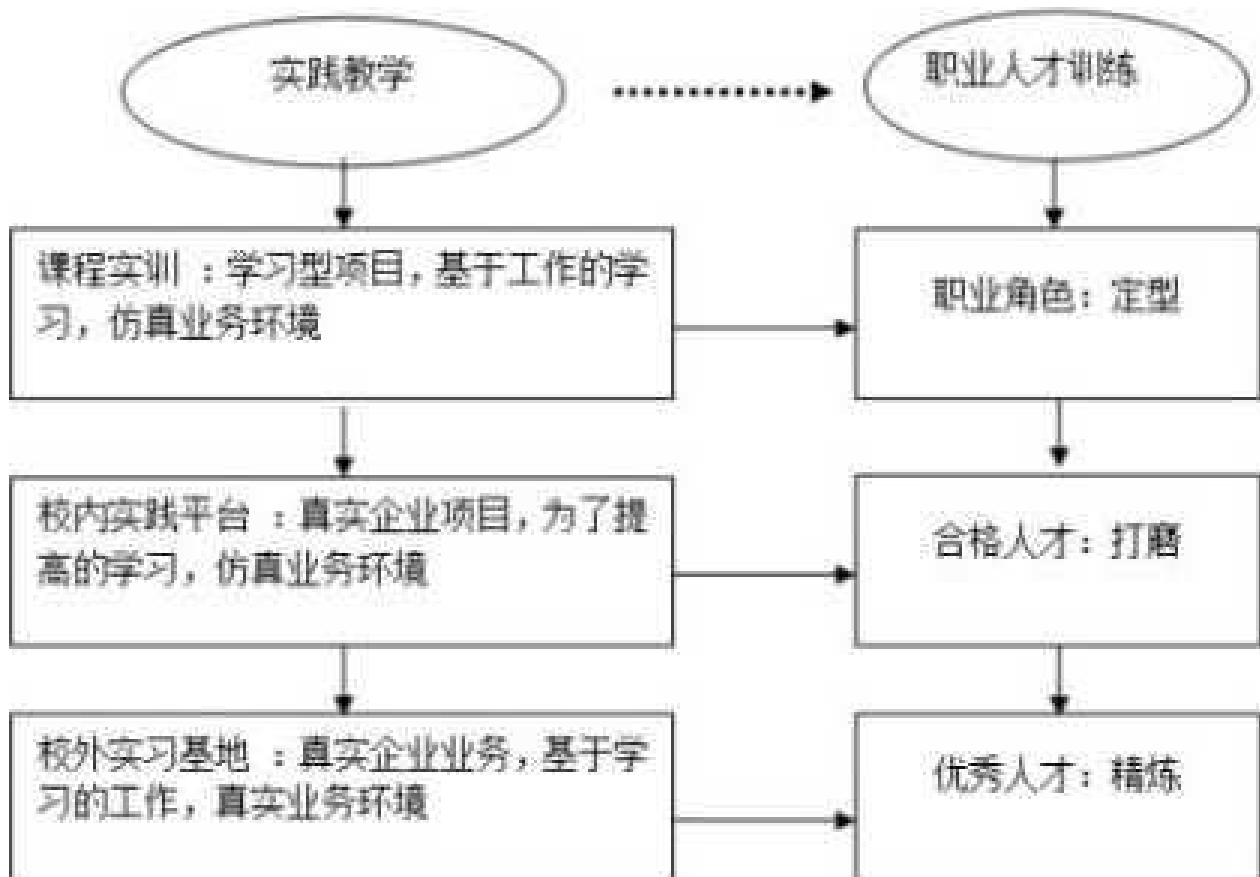 实践教学
职业人才训练
课程实训 ：学习型项目，基于工作的学
习，仿真业务环境
职业角色：定型
校内实践平台 ：真实企业项目，为了提
高的学习，仿真业务环境
合格人才：打磨
校外实习基地 ：真实企业业务，基于学
习的工作，真实业务环境
优秀人才：精炼